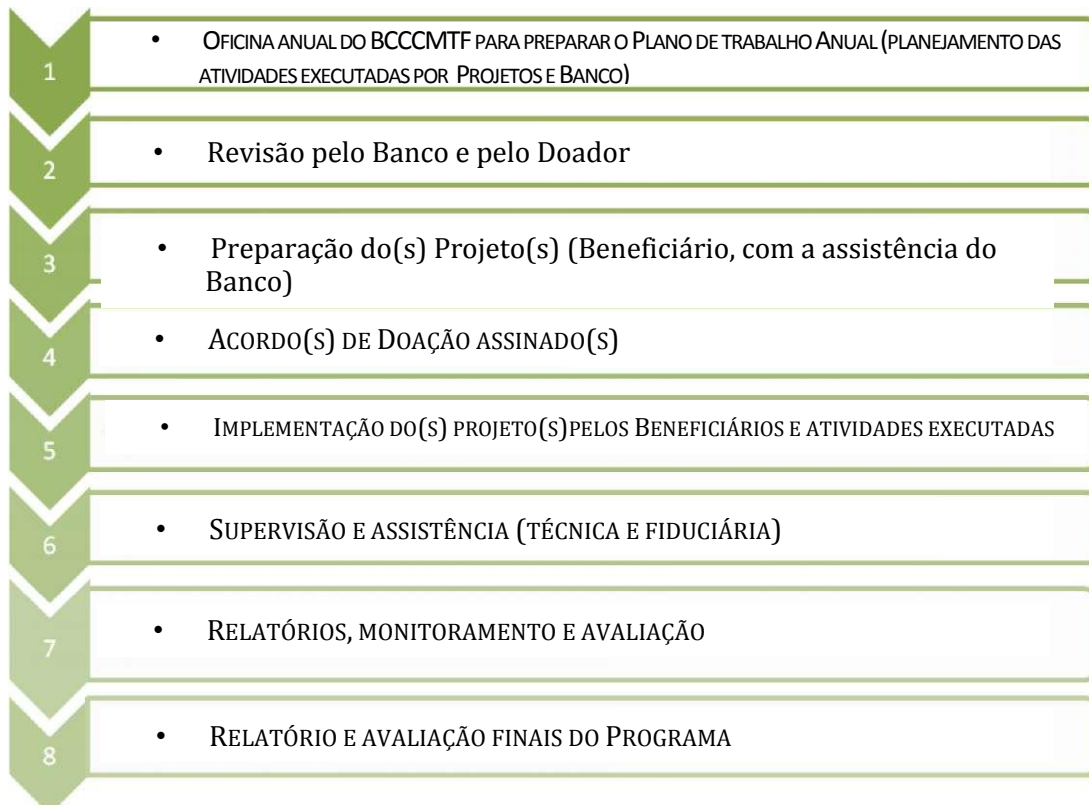 1
• OFICINA ANUAL DO BCCCMTF PARA PREPARAR O PLANO DE TRABALHO ANUAL (PLANEJAMENTO DAS
ATIVIDADES EXECUTADAS POR PROJETOS E BANCO)
2
• Revisão pelo Banco e pelo Doador
3
• Preparação do(s) Projeto(s) (Beneficiário, com a assistência do
Banco)
4
• ACORDO(S) DE DOAÇÃO ASSINADO(S)
5
• IMPLEMENTAÇÃO DO(S) PROJETO(S)PELOS BENEFICIÁRIOS E ATIVIDADES EXECUTADAS
6
• SUPERVISÃO E ASSISTÊNCIA (TÉCNICA E FIDUCIÁRIA)
7
• RELATÓRIOS, MONITORAMENTO E AVALIAÇÃO
8
• RELATÓRIO E AVALIAÇÃO FINAIS DO PROGRAMA